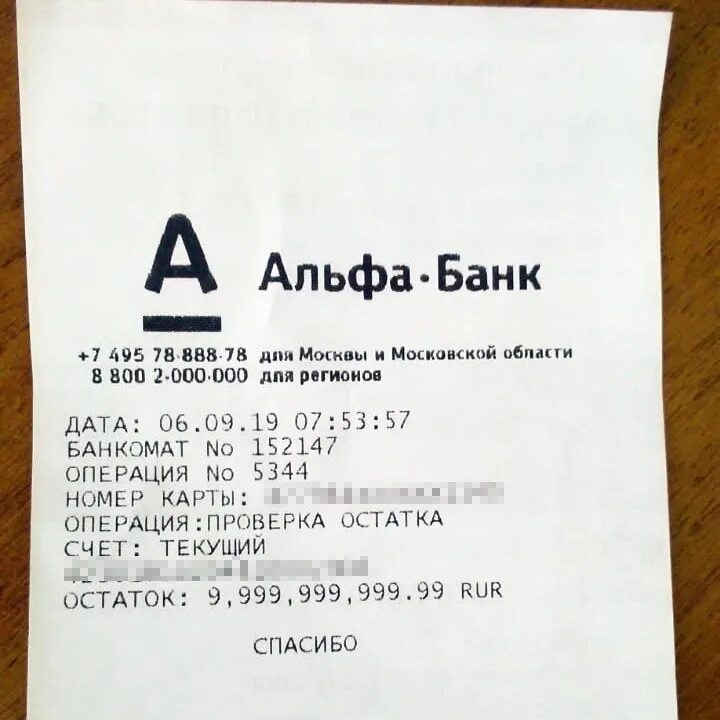 А Альфа·Банк
+7 495 78-888-78 для Москвы и Московской области
8 800 2-000-000 для регионов
ДАТА: 06.09.19 07:53:57
БАНКОМАТ No 152147
ОПЕРАЦИЯ No 5344
НОМЕР КАРТЫ:
ОПЕРАЦИЯ:ПРОВЕРКА ОСТАТКА
СЧЕТ: ТЕКУЩИЙ
ОСТАТОК: 9,999,999,999.99 RUR
СПАСИБО